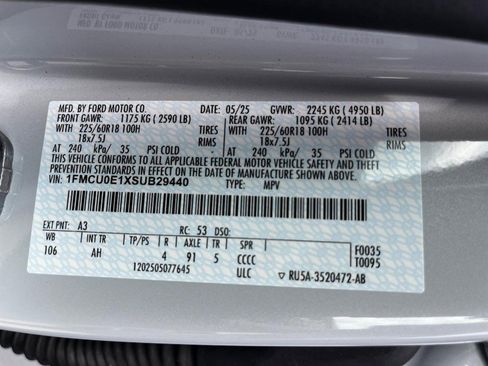 MFD. BY FORD MOTOR CO. 05/25 GVWR: 2245 KG ( 4950 LB)
FRONT GAWR: 1175 KG ( 2590 LB) REAR GAWR: 1095 KG ( 2414 LB)
WITH 225/60R18 100H TIRES WITH 225/60R18 100H TIRES
18x7.5J RIMS 18x7.5J RIMS
AT 240 kPa/ 35 PSI COLD AT 240 kPa/ 35 PSI COLD
THIS VEHICLE CONFORMS TO ALL APPLICABLE FEDERAL MOTOR VEHICLE SAFETY AND THEFT PREVENTION STANDARDS IN
EFFECT ON THE DATE OF MANUFACTURE SHOWN ABOVE.
VIN: 1FMCU0E1XSUB29440 TYPE: MPV
EXT PNT: A3 RC: 53 DSO:
WB INT TR TP/PS R AXLE TR SPR F0035
106 AH 4 91 5 CCCC T0095
1202505077645 ULC ▽ RU5A-3520472-AB